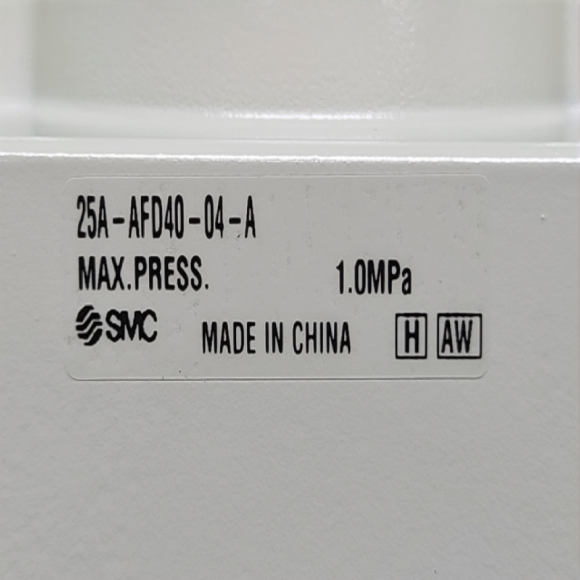 25A-AFD40-04-A
MAX.PRESS. 1.0MPa
SMC MADE IN CHINA H AW